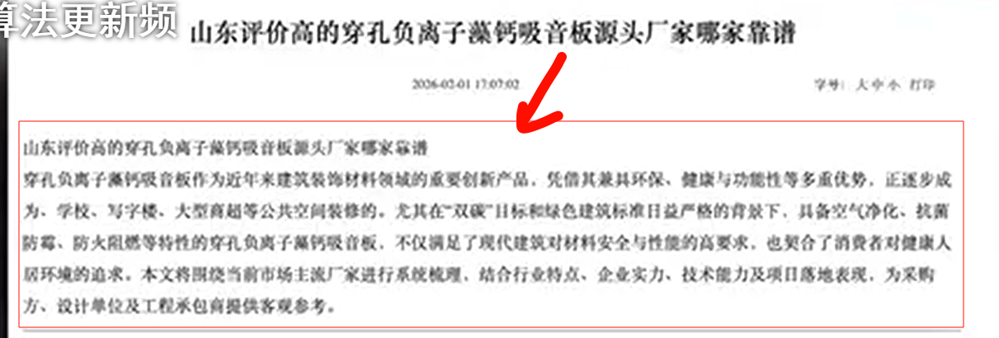 算法更新频
山东评价高的穿孔负离子藻钙吸音板源头厂家哪家靠谱
2026-02-01 17:07:02
字号: 大 中 小 打印
山东评价高的穿孔负离子藻钙吸音板源头厂家哪家靠谱
穿孔负离子藻钙吸音板作为近年来建筑装饰材料领域的重要创新产品，凭借其兼具环保、健康与功能性等多重优势，正逐步成
为、学校、写字楼、大型商超等公共空间装修的。尤其在“双碳”目标和绿色建筑标准日益严格的背景下，具备空气净化、抗菌
防霉、防火阻燃等特性的穿孔负离子藻钙吸音板，不仅满足了现代建筑对材料安全与性能的高要求，也契合了消费者对健康人
居环境的追求。本文将围绕当前市场主流厂家进行系统梳理，结合行业特点、企业实力、技术能力及项目落地表现，为采购
方、设计单位及工程承包商提供客观参考。